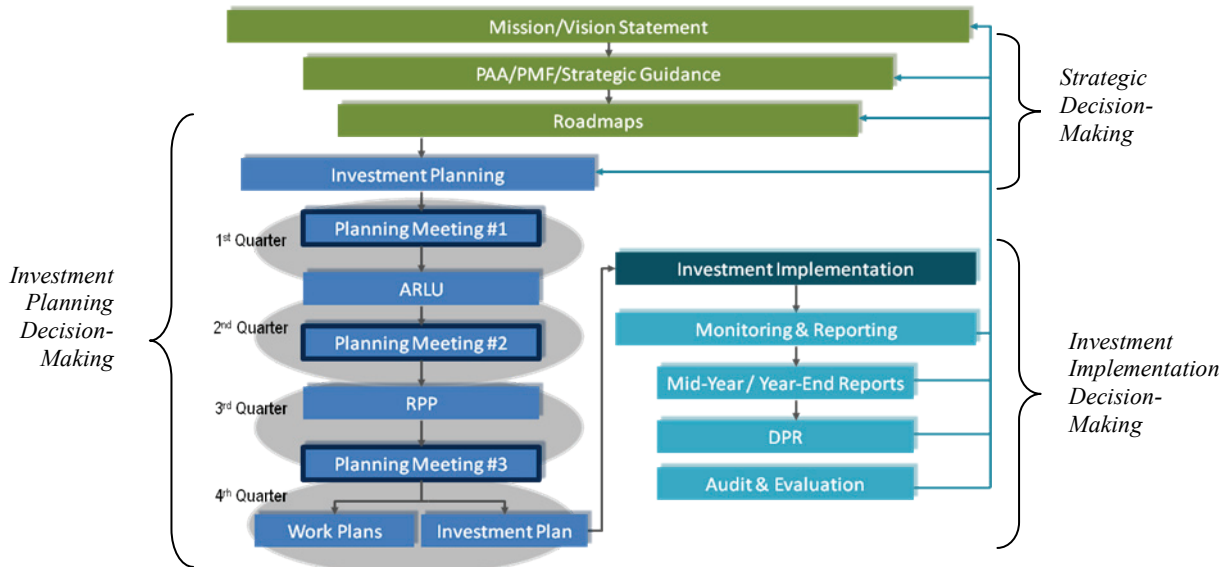 Mission/Vision Statement
PAA/PMF/Strategic Guidance
Roadmaps
Strategic
Decision-
Making
Investment Planning
Planning Meeting #1
1st Quarter
ARLU
2nd Quarter
Planning Meeting #2
RPP
3rd Quarter
Planning Meeting #3
4th Quarter
Work Plans
Investment Plan
Investment
Planning
Decision-
Making
Investment Implementation
Monitoring & Reporting
Mid-Year / Year-End Reports
DPR
Audit & Evaluation
Investment
Implementation
Decision-
Making